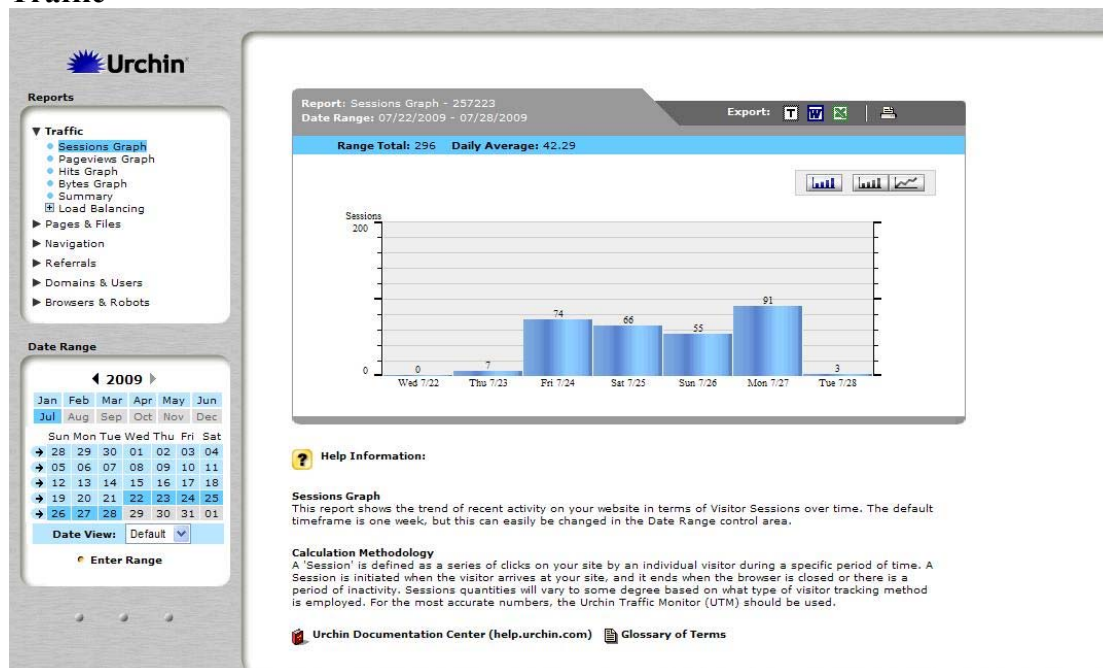 Traffic
Urchin
Reports
Traffic
Sessions Graph
Pageviews Graph
Hits Graph
Bytes Graph
Summary
Load Balancing
Pages & Files
Navigation
Referrals
Domains & Users
Browsers & Robots
Date Range
2009
Jan Feb Mar Apr May Jun
Jul Aug Sep Oct Nov Dec
Sun Mon Tue Wed Thu Fri Sat
28 29 30 01 02 03 04
05 06 07 08 09 10 11
12 13 14 15 16 17 18
19 20 21 22 23 24 25
26 27 28 29 30 31 01
Date View: Default
Enter Range
Report: Sessions Graph - 257223
Date Range: 07/22/2009 - 07/28/2009
Export: T W X
Range Total: 296 Daily Average: 42.29
Sessions
200
0
0 7 74 66 55 91 3
Wed 7/22 Thu 7/23 Fri 7/24 Sat 7/25 Sun 7/26 Mon 7/27 Tue 7/28
? Help Information:
Sessions Graph
This report shows the trend of recent activity on your website in terms of Visitor Sessions over time. The default
timeframe is one week, but this can easily be changed in the Date Range control area.
Calculation Methodology
A 'Session' is defined as a series of clicks on your site by an individual visitor during a specific period of time. A
Session is initiated when the visitor arrives at your site, and it ends when the browser is closed or there is a
period of inactivity. Sessions quantities will vary to some degree based on what type of visitor tracking method
is employed. For the most accurate numbers, the Urchin Traffic Monitor (UTM) should be used.
Urchin Documentation Center (help.urchin.com) Glossary of Terms